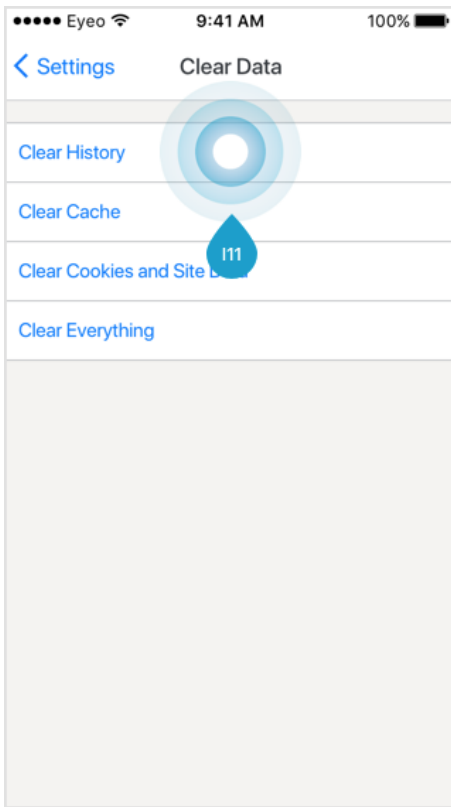 Eyeo 9:41 AM 100%
Settings Clear Data
Clear History
Clear Cache
I11
Clear Cookies and Site
Clear Everything